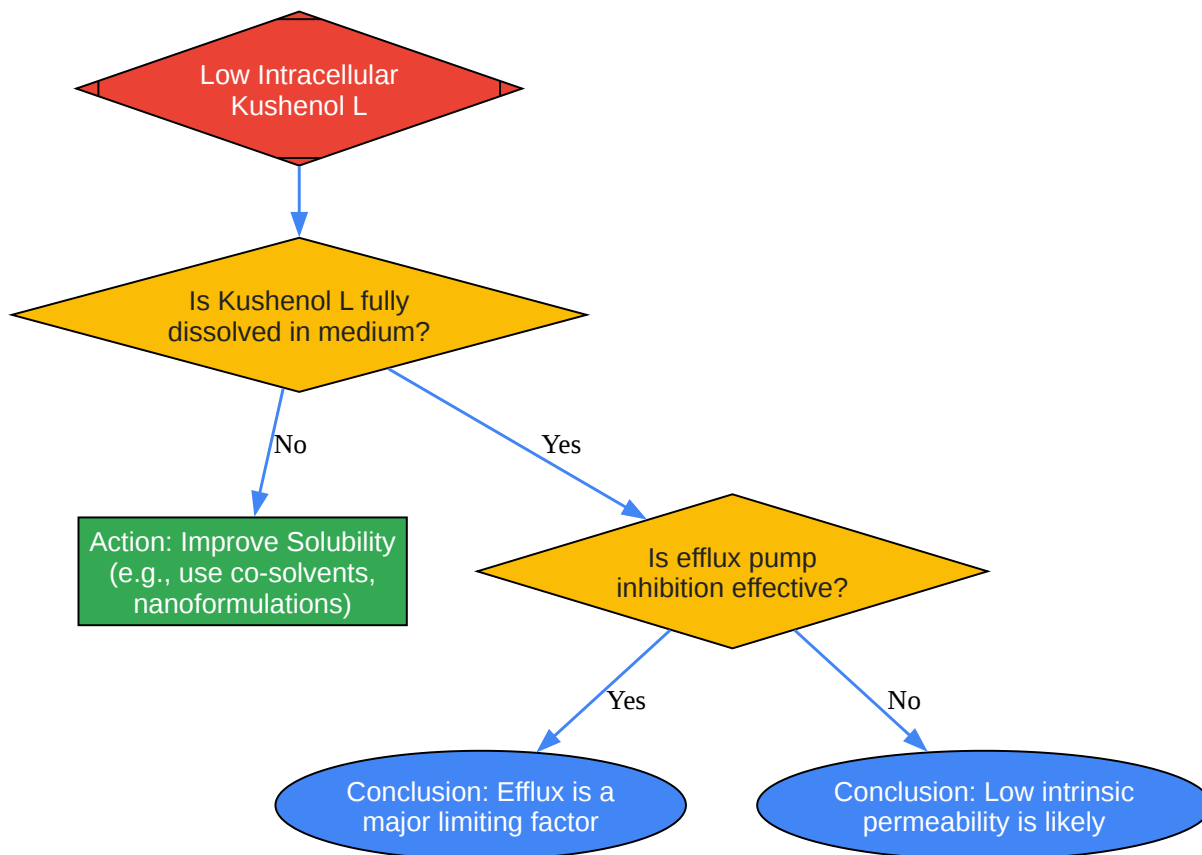 Low Intracellular
Kushenol L
Is Kushenol L fully
dissolved in medium?
No
Yes
Action: Improve Solubility
(e.g., use co-solvents,
nanoformulations)
Is efflux pump
inhibition effective?
Yes
No
Conclusion: Efflux is a
major limiting factor
Conclusion: Low intrinsic
permeability is likely